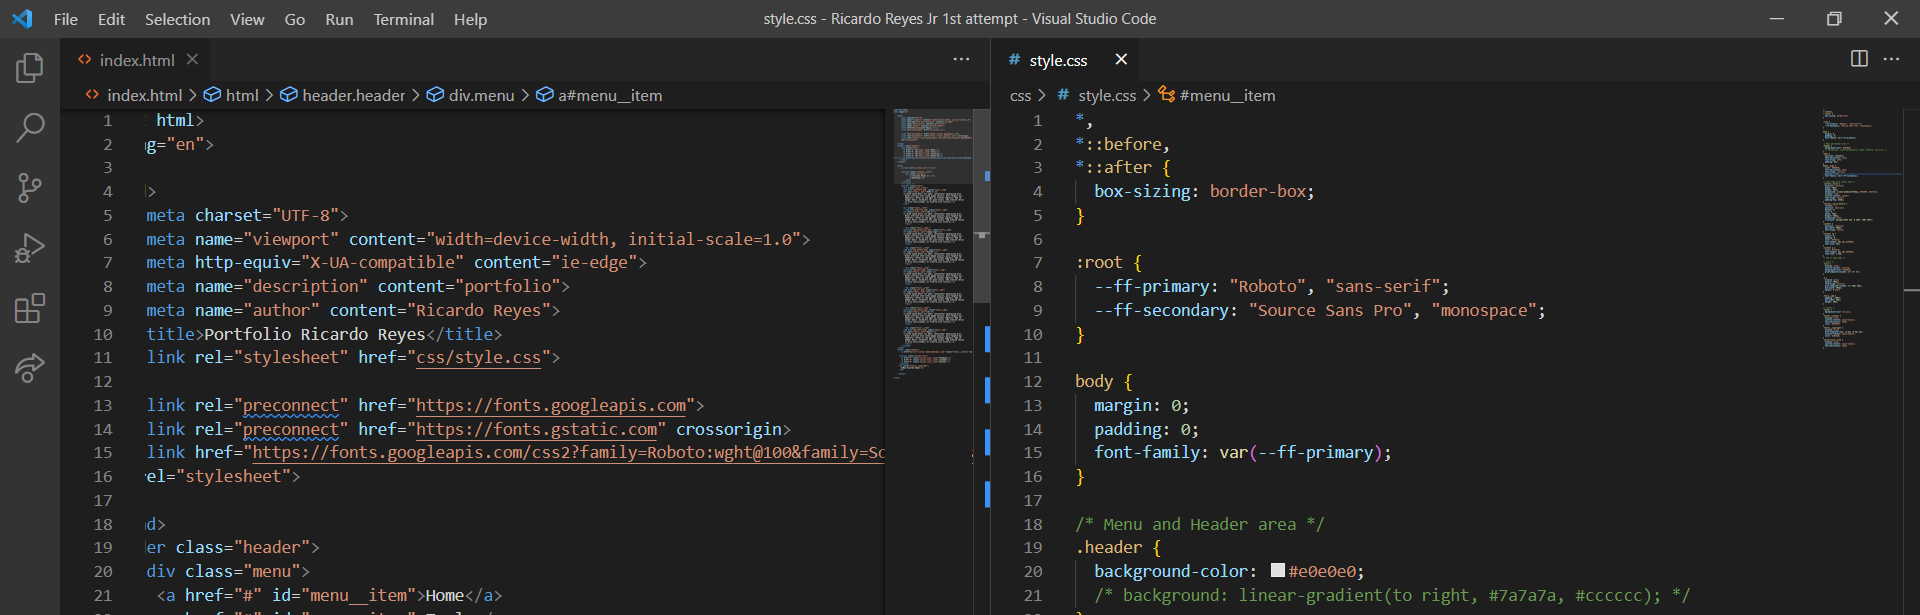 File Edit Selection View Go Run Terminal Help
style.css - Ricardo Reyes Jr 1st attempt - Visual Studio Code
index.html
index.html > html > header.header > div.menu > a#menu__item
1 html>
2 g="en">
3
4 >
5 meta charset="UTF-8">
6 meta name="viewport" content="width=device-width, initial-scale=1.0">
7 meta http-equiv="X-UA-compatible" content="ie-edge">
8 meta name="description" content="portfolio">
9 meta name="author" content="Ricardo Reyes">
10 title>Portfolio Ricardo Reyes</title>
11 link rel="stylesheet" href="css/style.css">
12
13 link rel="preconnect" href="https://fonts.googleapis.com">
14 link rel="preconnect" href="https://fonts.gstatic.com" crossorigin>
15 link href="https://fonts.googleapis.com/css2?family=Roboto:wght@100&family=Sc
16 rel="stylesheet">
17
18 d>
19 er class="header">
20 div class="menu">
21 <a href="#" id="menu__item">Home</a>
# style.css
css > # style.css > #menu__item
1 *,
2 *::before,
3 *::after {
4 box-sizing: border-box;
5 }
6
7 :root {
8 --ff-primary: "Roboto", "sans-serif";
9 --ff-secondary: "Source Sans Pro", "monospace";
10 }
11
12 body {
13 margin: 0;
14 padding: 0;
15 font-family: var(--ff-primary);
16 }
17
18 /* Menu and Header area */
19 .header {
20 background-color: #e0e0e0;
21 /* background: linear-gradient(to right, #7a7a7a, #cccccc); */